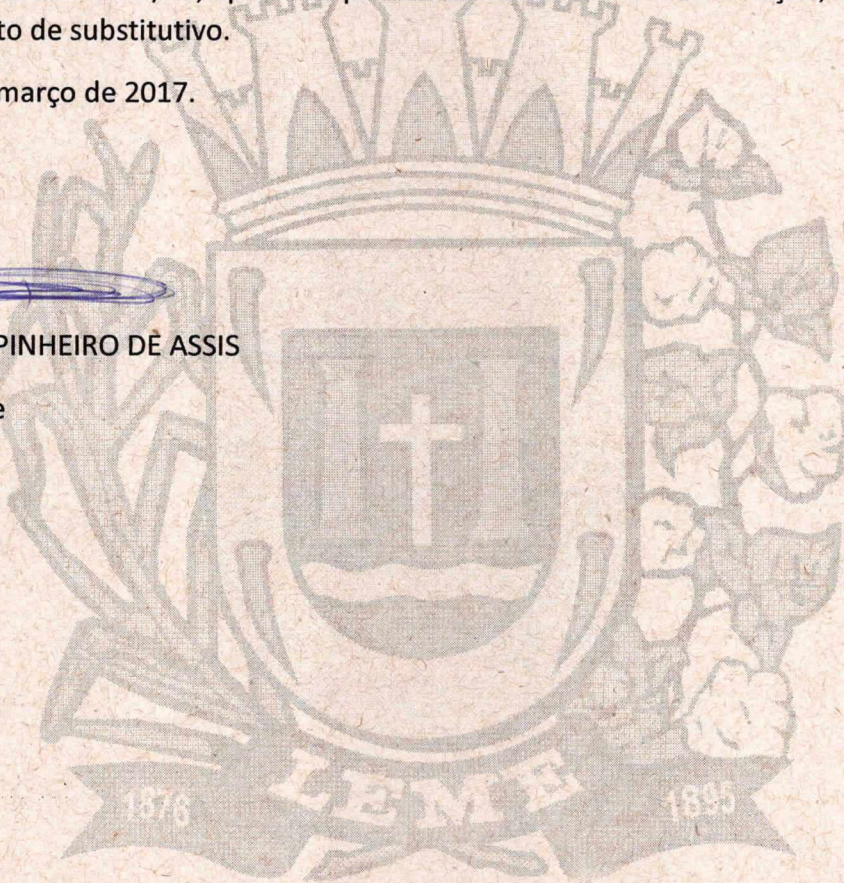 to de substitutivo.
março de 2017.
PINHEIRO DE ASSIS
e
LEME
1876
1895